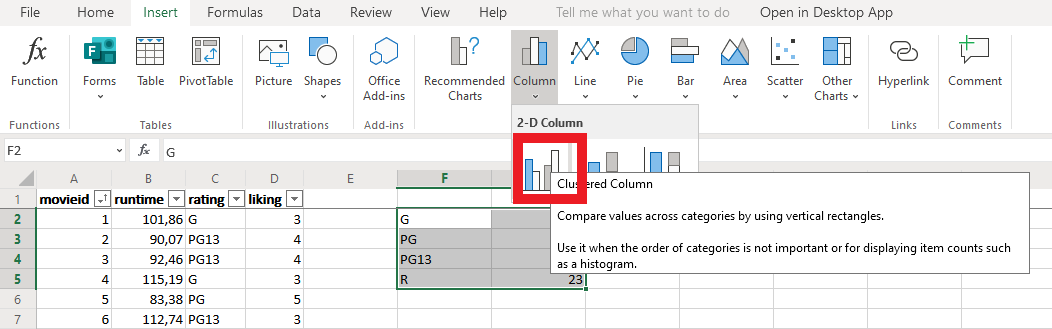 File Home Insert Formulas Data Review View Help Tell me what you want to do Open in Desktop App
Function Forms Table PivotTable Picture Shapes Office Add-ins Recommended Charts Column Line Pie Bar Area Scatter Other Charts Hyperlink Comment
Functions Tables Illustrations Add-ins Links Comments
2-D Column
F2 fx G
Clustered Column
Compare values across categories by using vertical rectangles.
Use it when the order of categories is not important or for displaying item counts such
as a histogram.
A B C D E F
1 movieid runtime rating liking
2 1 101,86 G 3 G
3 2 90,07 PG13 4 PG
4 3 92,46 PG13 4 PG13
5 4 115,19 G 3 R 23
6 5 83,38 PG 5
7 6 112,74 PG13 3